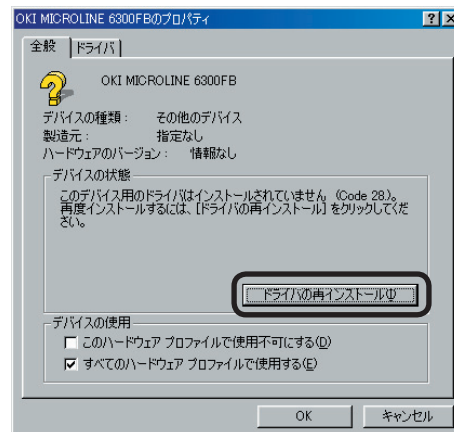 OKI MICROLINE 6300FBのプロパティ
全般 ドライバ
OKI MICROLINE 6300FB
デバイスの種類： その他のデバイス
製造元： 指定なし
ハードウェアのバージョン： 情報なし
デバイスの状態
このデバイス用のドライバはインストールされていません (Code 28.)。
再度インストールするには、[ドライバの再インストール] をクリックしてくだ
さい。
ドライバの再インストール(I)
デバイスの使用
このハードウェア プロファイルで使用不可にする(D)
すべてのハードウェア プロファイルで使用する(E)
OK キャンセル